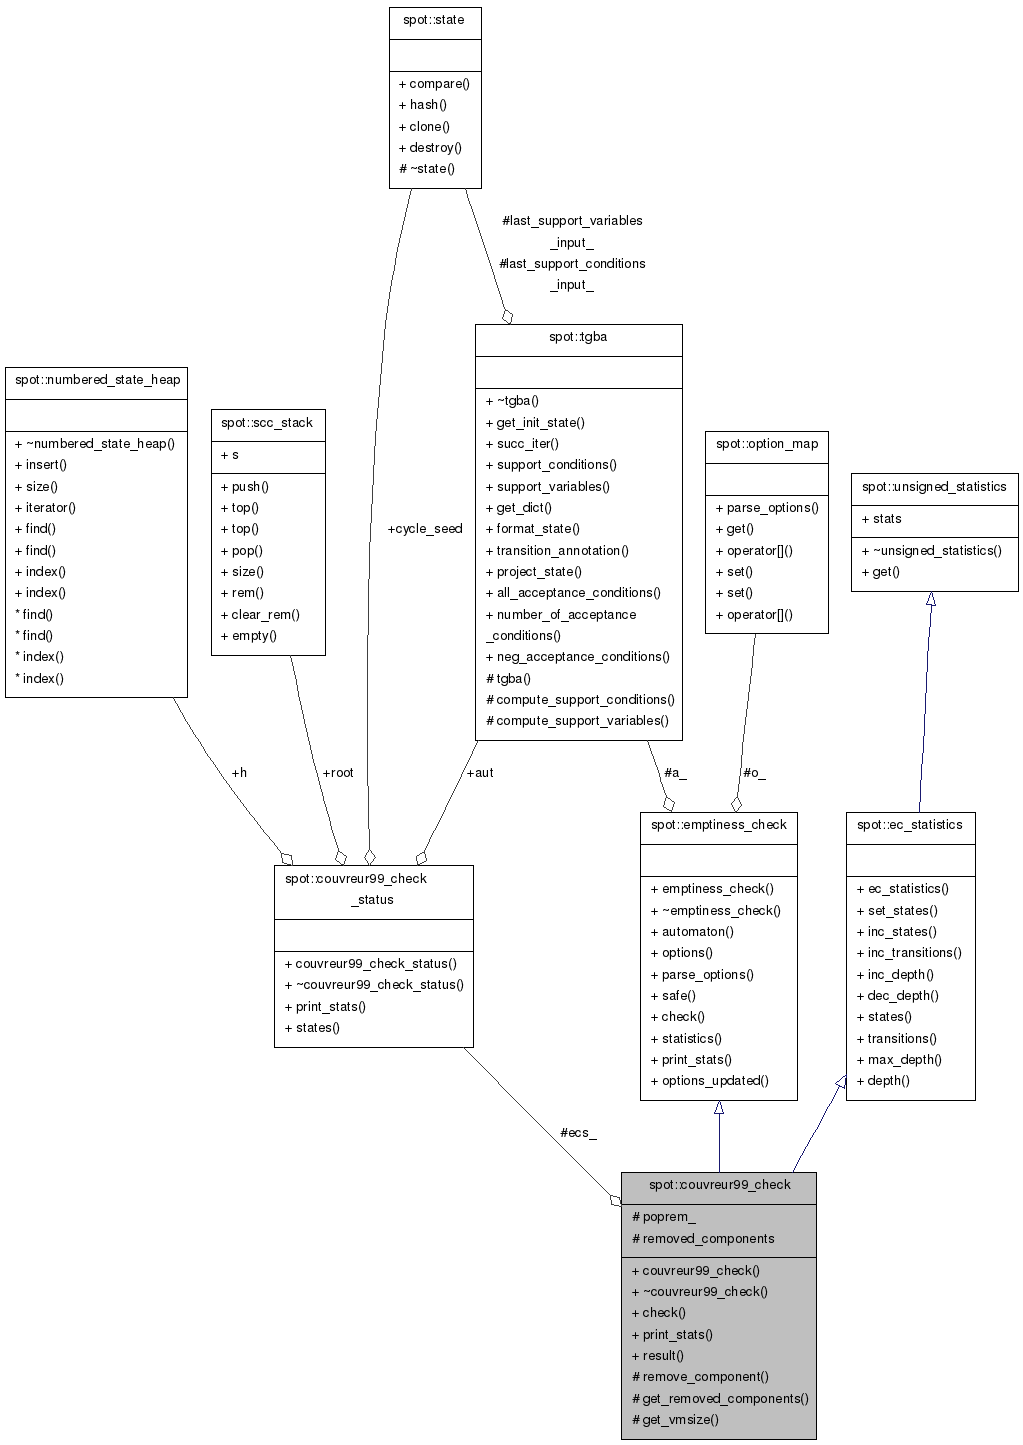 spot::state
+ compare()
+ hash()
+ clone()
+ destroy()
# ~state()
#last_support_variables
_input_
#last_support_conditions
_input_
spot::tgba
+ ~tgba()
+ get_init_state()
+ succ_iter()
+ support_conditions()
+ support_variables()
+ get_dict()
+ format_state()
+ transition_annotation()
+ project_state()
+ all_acceptance_conditions()
+ number_of_acceptance
_conditions()
+ neg_acceptance_conditions()
# tgba()
# compute_support_conditions()
# compute_support_variables()
spot::numbered_state_heap
+ ~numbered_state_heap()
+ insert()
+ size()
+ iterator()
+ find()
+ find()
+ index()
+ index()
* find()
* find()
* index()
* index()
spot::scc_stack
+ s
+ push()
+ top()
+ top()
+ pop()
+ size()
+ rem()
+ clear_rem()
+ empty()
+cycle_seed
spot::option_map
+ parse_options()
+ get()
+ operator[]()
+ set()
+ set()
+ operator[]()
spot::unsigned_statistics
+ stats
+ ~unsigned_statistics()
+ get()
+h
+root
+aut
#a_
#o_
spot::couvreur99_check
_status
+ couvreur99_check_status()
+ ~couvreur99_check_status()
+ print_stats()
+ states()
spot::emptiness_check
+ emptiness_check()
+ ~emptiness_check()
+ automaton()
+ options()
+ parse_options()
+ safe()
+ check()
+ statistics()
+ print_stats()
+ options_updated()
spot::ec_statistics
+ ec_statistics()
+ set_states()
+ inc_states()
+ inc_transitions()
+ inc_depth()
+ dec_depth()
+ states()
+ transitions()
+ max_depth()
+ depth()
#ecs_
spot::couvreur99_check
# poprem_
# removed_components
+ couvreur99_check()
+ ~couvreur99_check()
+ check()
+ print_stats()
+ result()
# remove_component()
# get_removed_components()
# get_vmsize()